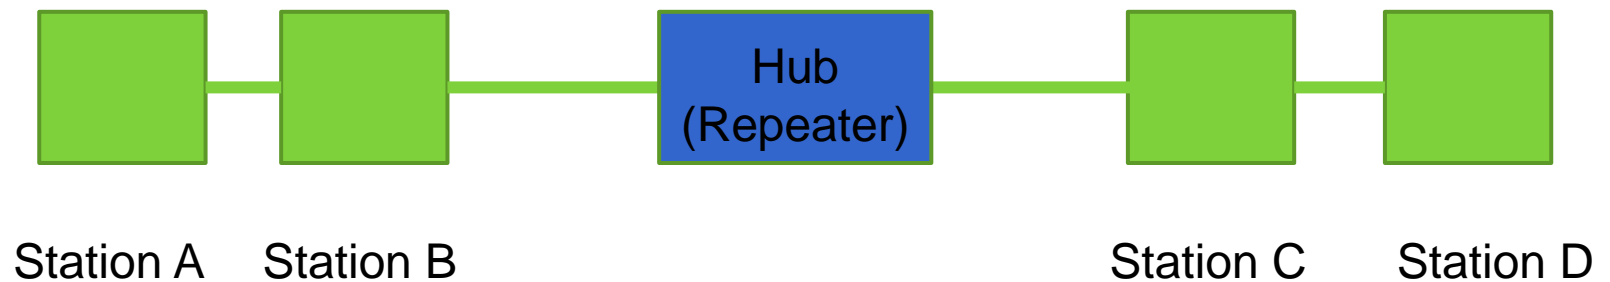 Hub
(Repeater)
Station A
Station B
Station C
Station D